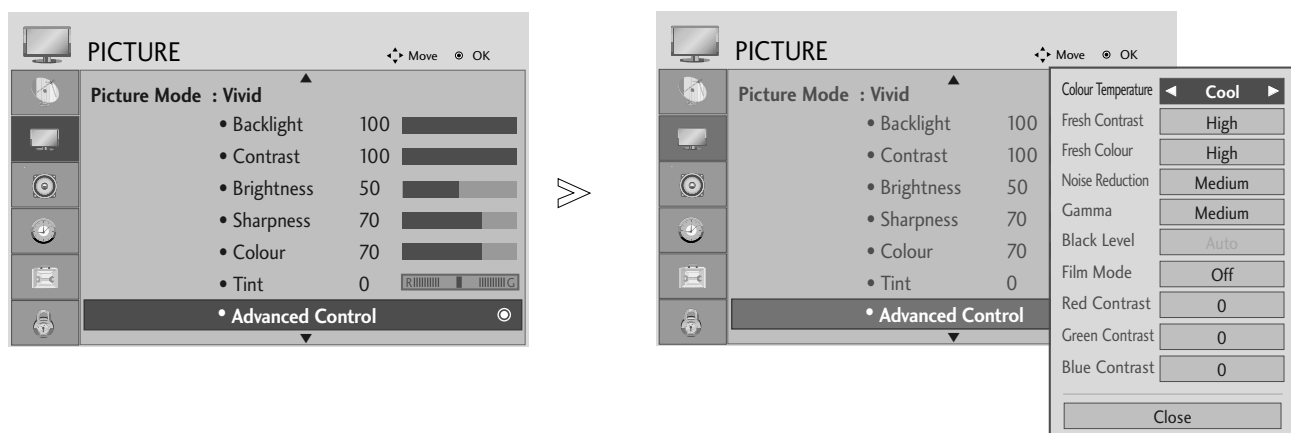 PICTURE
Move OK
Picture Mode : Vivid
• Backlight 100
• Contrast 100
• Brightness 50
• Sharpness 70
• Colour 70
• Tint 0 R G
• Advanced Control
PICTURE
Move OK
Picture Mode : Vivid
• Backlight 100
• Contrast 100
• Brightness 50
• Sharpness 70
• Colour 70
• Tint 0
• Advanced Control
Colour Temperature ◀ Cool ▶
Fresh Contrast High
Fresh Colour High
Noise Reduction Medium
Gamma Medium
Black Level Auto
Film Mode Off
Red Contrast 0
Green Contrast 0
Blue Contrast 0
Close